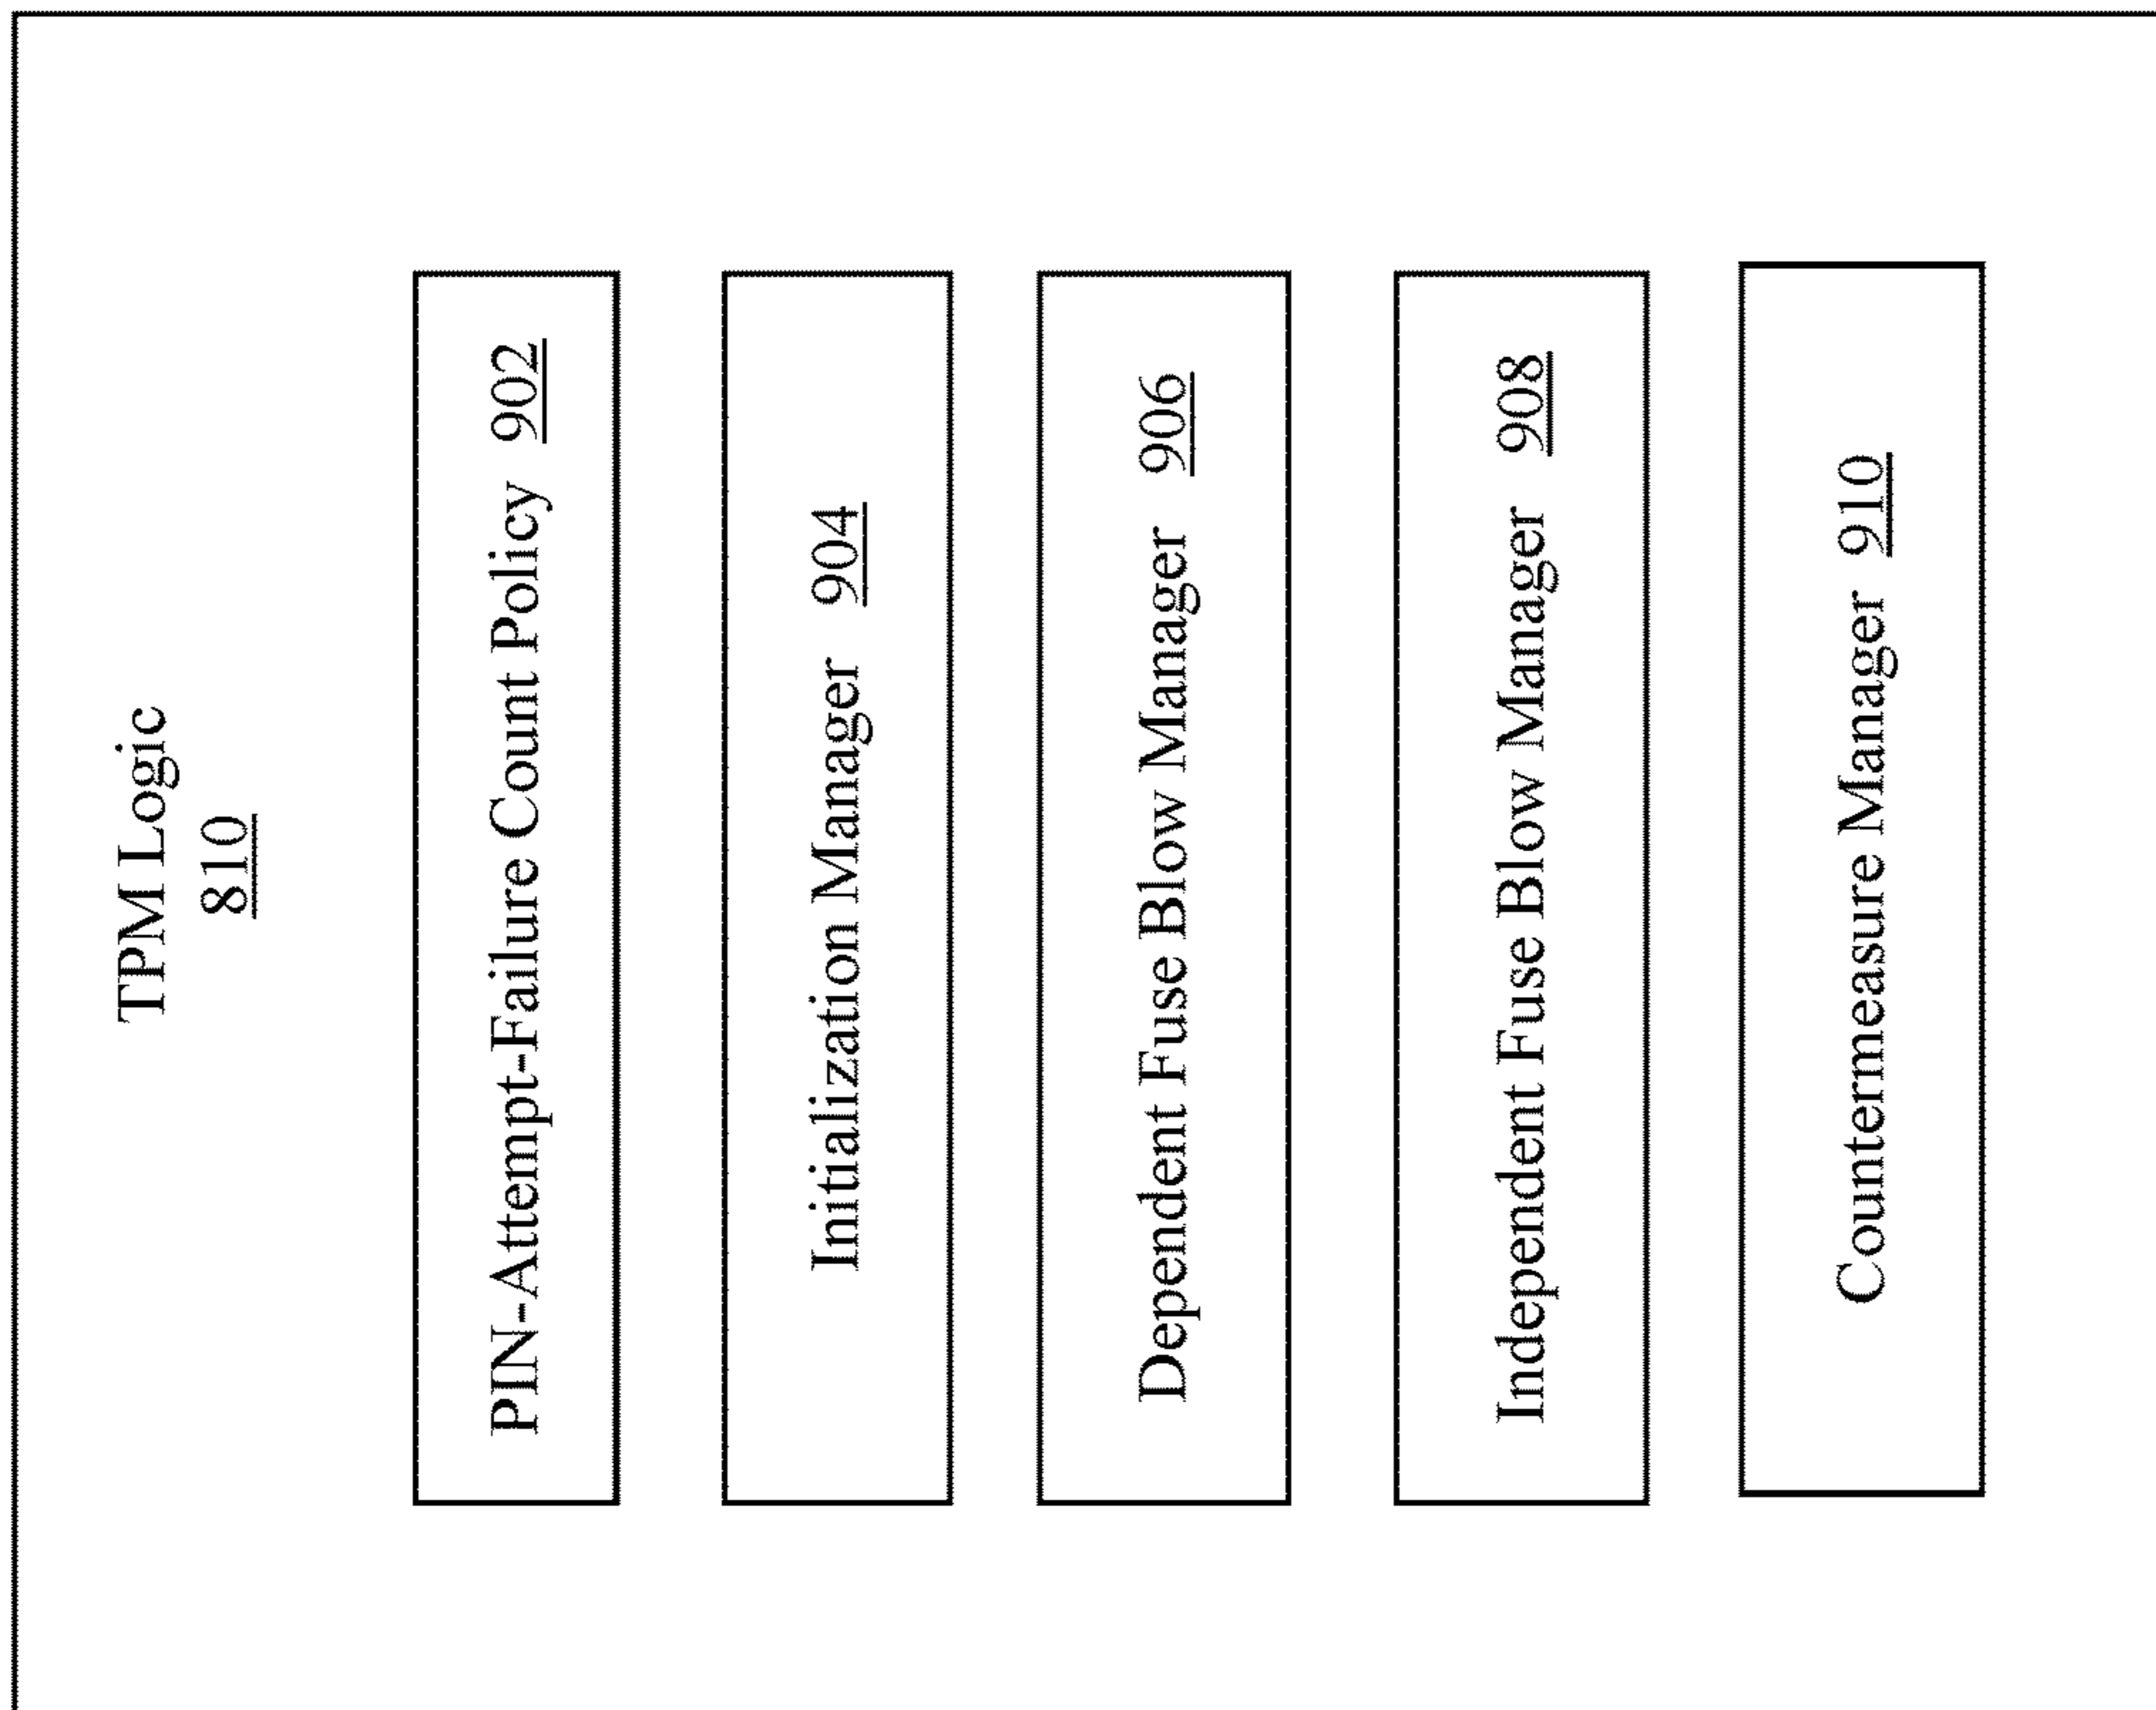 TPM Logic
810
PIN-Attempt-Failure Count Policy 902
Initialization Manager 904
Dependent Fuse Blow Manager 906
Independent Fuse Blow Manager 908
Countermeasure Manager 910